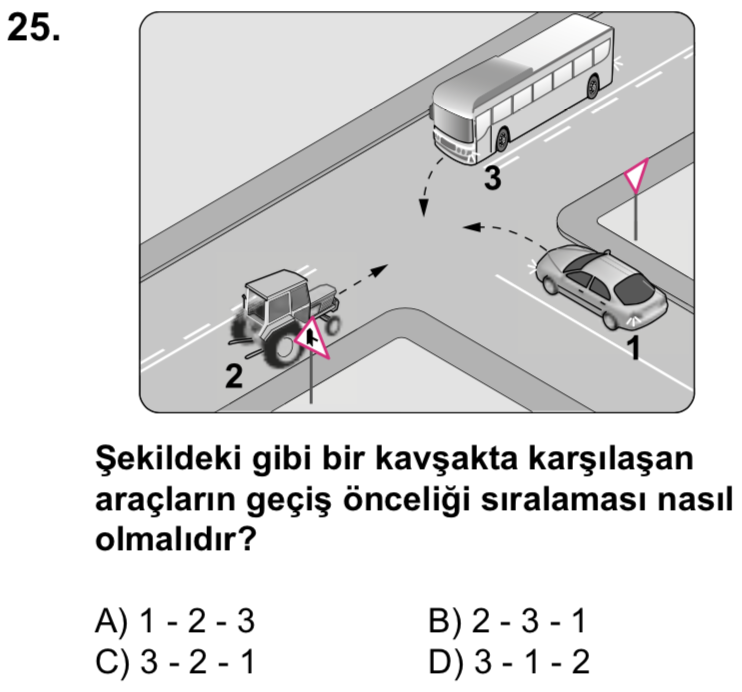 25.
3
2
1
Şekildeki gibi bir kavşakta karşılaşan
araçların geçiş önceliği sıralaması nasıl
olmalıdır?
A) 1 - 2 - 3 B) 2 - 3 - 1
C) 3 - 2 - 1 D) 3 - 1 - 2